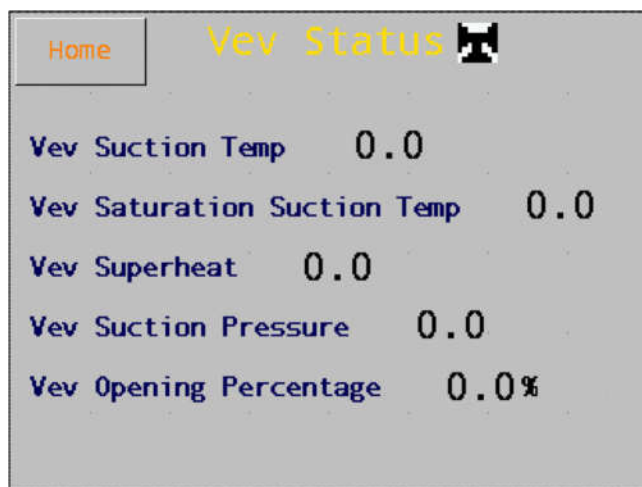 Home
Vev Status
Vev Suction Temp 0.0
Vev Saturation Suction Temp 0.0
Vev Superheat 0.0
Vev Suction Pressure 0.0
Vev Opening Percentage 0.0%